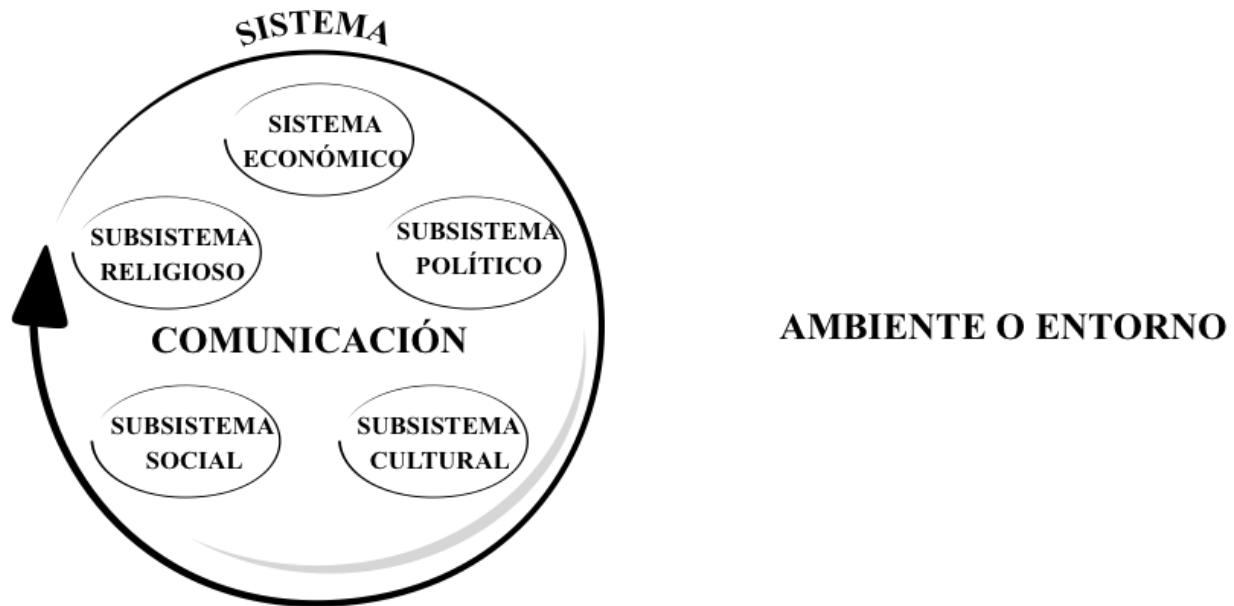 SISTEMA
SISTEMA
ECONÓMICO
SUBSISTEMA
RELIGIOSO
SUBSISTEMA
POLÍTICO
COMUNICACIÓN
AMBIENTE O ENTORNO
SUBSISTEMA
SOCIAL
SUBSISTEMA
CULTURAL